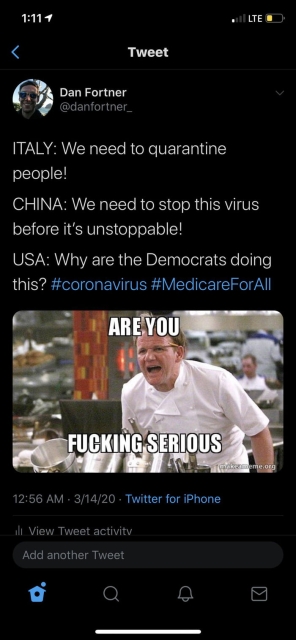 1:11
LTE
Tweet
Dan Fortner
@danfortner_
ITALY: We need to quarantine
people!
CHINA: We need to stop this virus
before it's unstoppable!
USA: Why are the Democrats doing
this? #coronavirus #MedicareForAll
ARE YOU
FUCKING SERIOUS
makeameme.org
12:56 AM · 3/14/20 · Twitter for iPhone
View Tweet activity
Add another Tweet